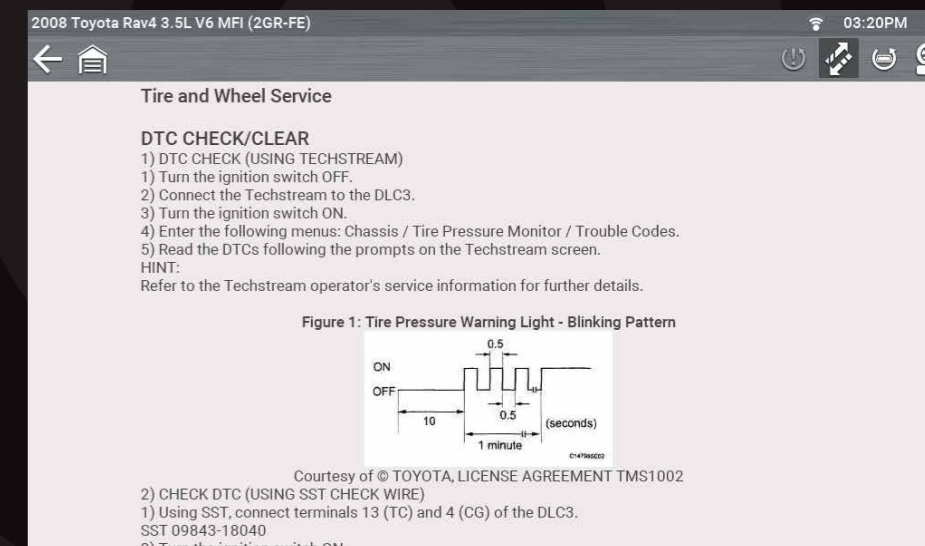 2008 Toyota Rav4 3.5L V6 MFI (2GR-FE)
03:20PM
Tire and Wheel Service
DTC CHECK/CLEAR
1) DTC CHECK (USING TECHSTREAM)
1) Turn the ignition switch OFF.
2) Connect the Techstream to the DLC3.
3) Turn the ignition switch ON.
4) Enter the following menus: Chassis / Tire Pressure Monitor / Trouble Codes.
5) Read the DTCs following the prompts on the Techstream screen.
HINT:
Refer to the Techstream operator's service information for further details.
Figure 1: Tire Pressure Warning Light - Blinking Pattern
0.5
ON
OFF
10
0.5
(seconds)
1 minute
Courtesy of © TOYOTA, LICENSE AGREEMENT TMS1002
2) CHECK DTC (USING SST CHECK WIRE)
1) Using SST, connect terminals 13 (TC) and 4 (CG) of the DLC3.
SST 09843-18040
2) Turn the ignition switch ON.